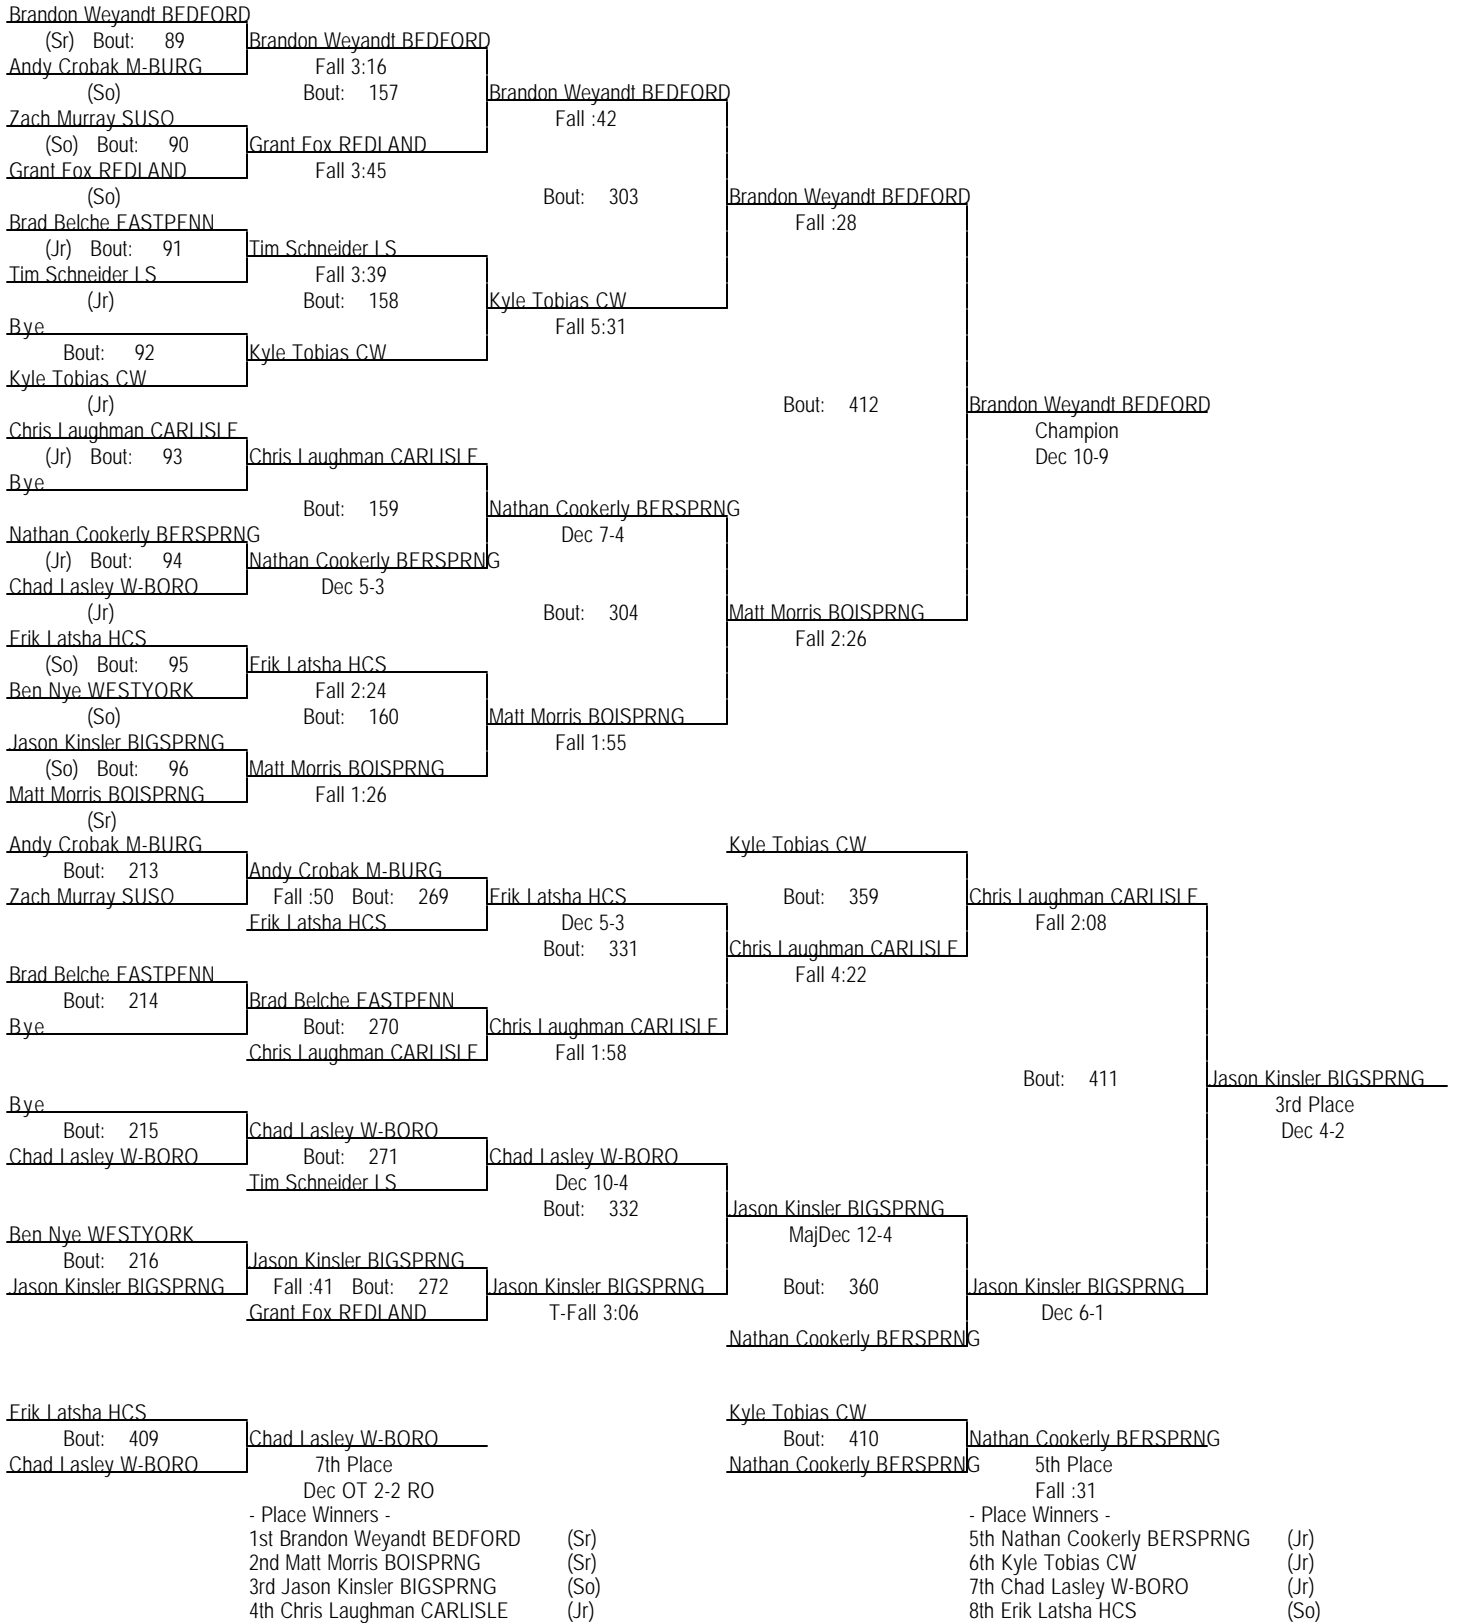 Brandon Weyandt BEDFORD
(Sr) Bout: 89 Brandon Weyandt BEDFORD
Andy Crobak M-BURG Fall 3:16
(So) Bout: 157 Brandon Weyandt BEDFORD
Zach Murray SUSQ Fall :42
(So) Bout: 90 Grant Fox REDLAND
Grant Fox REDLAND Fall 3:45
(So) Bout: 303 Brandon Weyandt BEDFORD
Brad Belche EASTPENN Fall :28
(Jr) Bout: 91 Tim Schneider LS
Tim Schneider LS Fall 3:39
(Jr) Bout: 158 Kyle Tobias CW
Bye Fall 5:31
Bout: 92 Kyle Tobias CW
Kyle Tobias CW
(Jr) Bout: 412 Brandon Weyandt BEDFORD
Chris Laughman CARLISLE Champion
(Jr) Bout: 93 Chris Laughman CARLISLE Dec 10-9
Bye
Bout: 159 Nathan Cookerly BERSPRNG
Nathan Cookerly BERSPRNG Dec 7-4
(Jr) Bout: 94 Nathan Cookerly BERSPRNG
Chad Lasley W-BORO Dec 5-3
(Jr) Bout: 304 Matt Morris BOISPRNG
Erik Latsha HCS Fall 2:26
(So) Bout: 95 Erik Latsha HCS
Ben Nye WESTYORK Fall 2:24
(So) Bout: 160 Matt Morris BOISPRNG
Jason Kinsler BIGSPRNG Fall 1:55
(So) Bout: 96 Matt Morris BOISPRNG
Matt Morris BOISPRNG Fall 1:26
(Sr)
Andy Crobak M-BURG Kyle Tobias CW
Bout: 213 Andy Crobak M-BURG
Zach Murray SUSQ Fall :50 Bout: 269 Erik Latsha HCS Bout: 359 Chris Laughman CARLISLE
Erik Latsha HCS Dec 5-3 Fall 2:08
Bout: 331 Chris Laughman CARLISLE
Brad Belche EASTPENN Fall 4:22
Bout: 214 Brad Belche EASTPENN
Bye Bout: 270 Chris Laughman CARLISLE
Chris Laughman CARLISLE Fall 1:58
Bout: 411 Jason Kinsler BIGSPRNG
Bye 3rd Place
Bout: 215 Chad Lasley W-BORO Dec 4-2
Chad Lasley W-BORO Bout: 271 Chad Lasley W-BORO
Tim Schneider LS Dec 10-4
Bout: 332 Jason Kinsler BIGSPRNG
Ben Nye WESTYORK MajDec 12-4
Bout: 216 Jason Kinsler BIGSPRNG
Jason Kinsler BIGSPRNG Fall :41 Bout: 272 Jason Kinsler BIGSPRNG Bout: 360 Jason Kinsler BIGSPRNG
Grant Fox REDLAND T-Fall 3:06 Dec 6-1
Nathan Cookerly BERSPRNG
Erik Latsha HCS Kyle Tobias CW
Bout: 409 Chad Lasley W-BORO Bout: 410 Nathan Cookerly BERSPRNG
Chad Lasley W-BORO 7th Place Nathan Cookerly BERSPRNG 5th Place
Dec OT 2-2 RO Fall :31
- Place Winners - - Place Winners -
1st Brandon Weyandt BEDFORD (Sr) 5th Nathan Cookerly BERSPRNG (Jr)
2nd Matt Morris BOISPRNG (Sr) 6th Kyle Tobias CW (Jr)
3rd Jason Kinsler BIGSPRNG (So) 7th Chad Lasley W-BORO (Jr)
4th Chris Laughman CARLISLE (Jr) 8th Erik Latsha HCS (So)